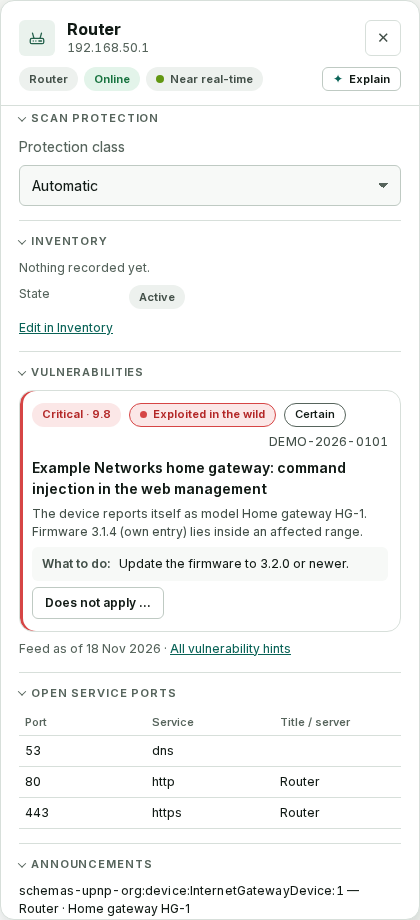 Router
192.168.50.1
Router
Online
Near real-time
Explain
SCAN PROTECTION
Protection class
Automatic
INVENTORY
Nothing recorded yet.
State Active
Edit in Inventory
VULNERABILITIES
Critical · 9.8
Exploited in the wild
Certain
DEMO-2026-0101
Example Networks home gateway: command
injection in the web management
The device reports itself as model Home gateway HG-1.
Firmware 3.1.4 (own entry) lies inside an affected range.
What to do: Update the firmware to 3.2.0 or newer.
Does not apply ...
Feed as of 18 Nov 2026 · All vulnerability hints
OPEN SERVICE PORTS
Port Service Title / server
53 dns
80 http Router
443 https Router
ANNOUNCEMENTS
schemas-upnp-org:device:InternetGatewayDevice:1 —
Router · Home gateway HG-1